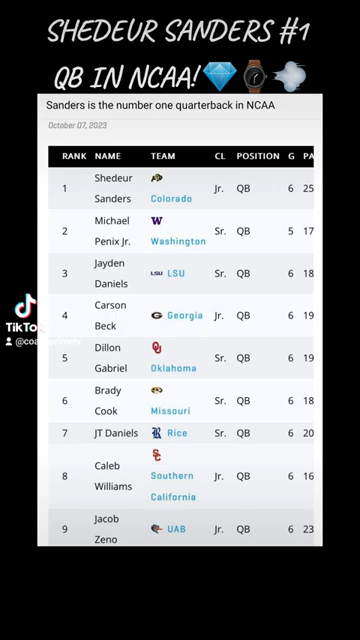 SHEDEUR SANDERS #1
QB IN NCAA!💎⌚💨
Sanders is the number one quarterback in NCAA
October 07, 2023
RANK NAME TEAM CL POSITION G PA
1 Shedeur Sanders Colorado Jr. QB 6 25
2 Michael Penix Jr. Washington Sr. QB 5 17
3 Jayden Daniels LSU LSU Sr. QB 6 18
4 Carson Beck G Georgia Jr. QB 6 19
5 Dillon Gabriel Oklahoma Sr. QB 6 19
6 Brady Cook Missouri Sr. QB 6 18
7 JT Daniels Rice Sr. QB 6 20
8 Caleb Williams SC Southern California Jr. QB 6 16
9 Jacob Zeno UAB Jr. QB 6 23
TikTok